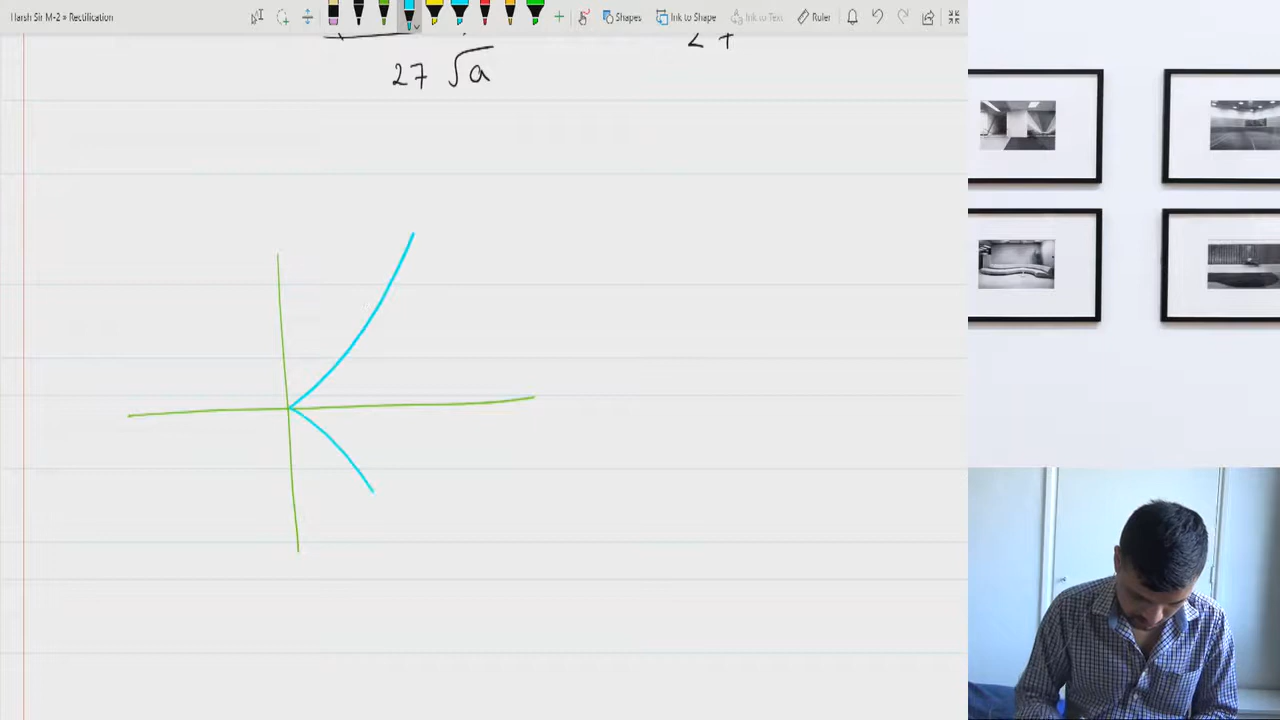 Harsh Sir M-2 » Rectification
Shapes
Ink to Shape
Ink to Text
Ruler
27 √a